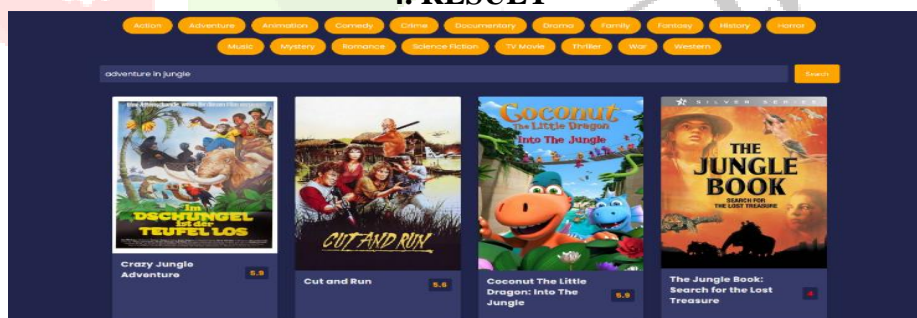 4. RESULT
Action Adventure Animation Comedy Crime Documentary Drama Family Fantasy History Horror
Music Mystery Romance Science Fiction TV Movie Thriller War Western
adventure in jungle Search
Im
DSCHUNGEL
ist der
TEUFEL LOS
CUT AND RUN
Coconut
The Little Dragon
Into The Jungle
SILVER SERIES
THE
JUNGLE
BOOK
SEARCH FOR
THE LOST TREASURE
Crazy Jungle
Adventure 5.9
Cut and Run 5.6
Coconut The Little
Dragon: Into The
Jungle 5.9
The Jungle Book:
Search for the Lost
Treasure 4